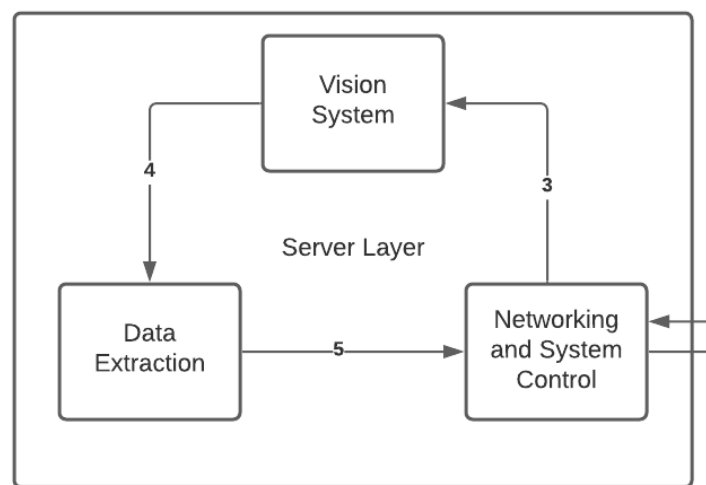 Vision
System
4
3
Server Layer
Data
Extraction
5
Networking
and System
Control